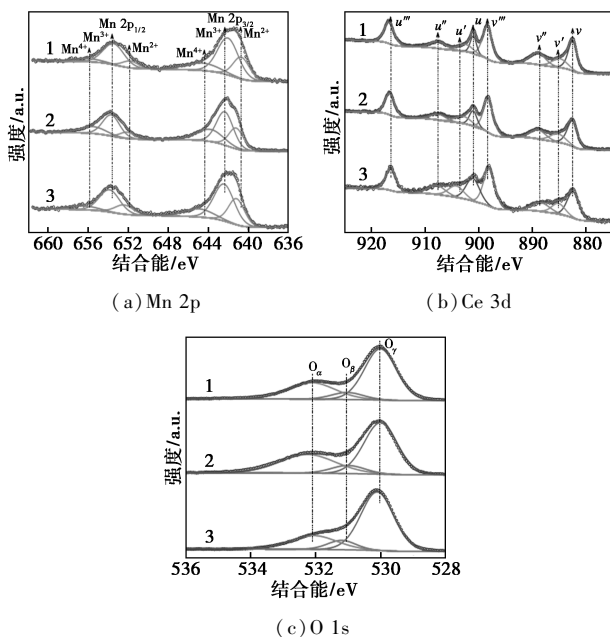 Mn 2p1/2
Mn 2p3/2
Mn3+
Mn3+
Mn4+
Mn2+
Mn4+
Mn2+
1
2
3
强度/a.u.
660 656 652 648 644 640 636
结合能/eV
(a)Mn 2p
u‴ u″ u′ u v‴ v″ v′ v
1
2
3
强度/a.u.
920 910 900 890 880
结合能/eV
(b)Ce 3d
Oα Oβ Oγ
1
2
3
强度/a.u.
536 534 532 530 528
结合能/eV
(c)O 1s